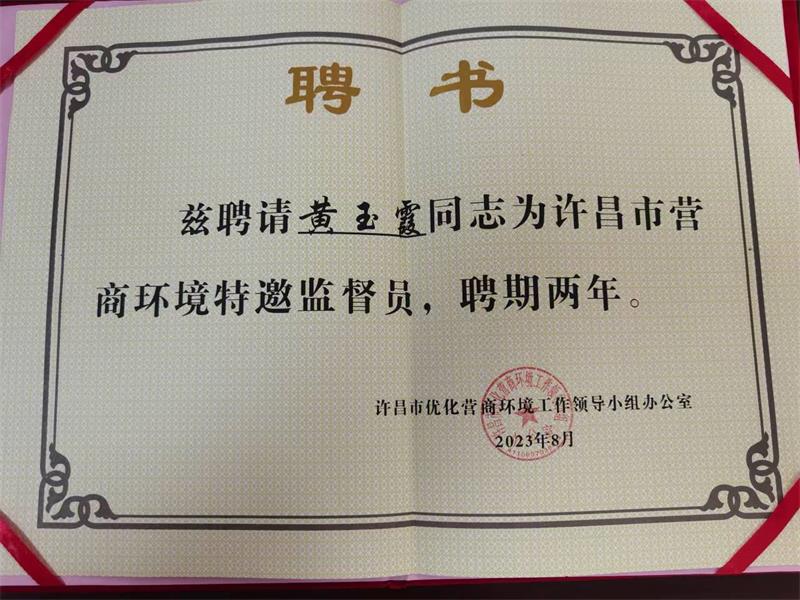 聘 书
兹聘请黄玉霞同志为许昌市营
商环境特邀监督员，聘期两年。
许昌市优化营商环境工作领导小组办公室
2023年8月